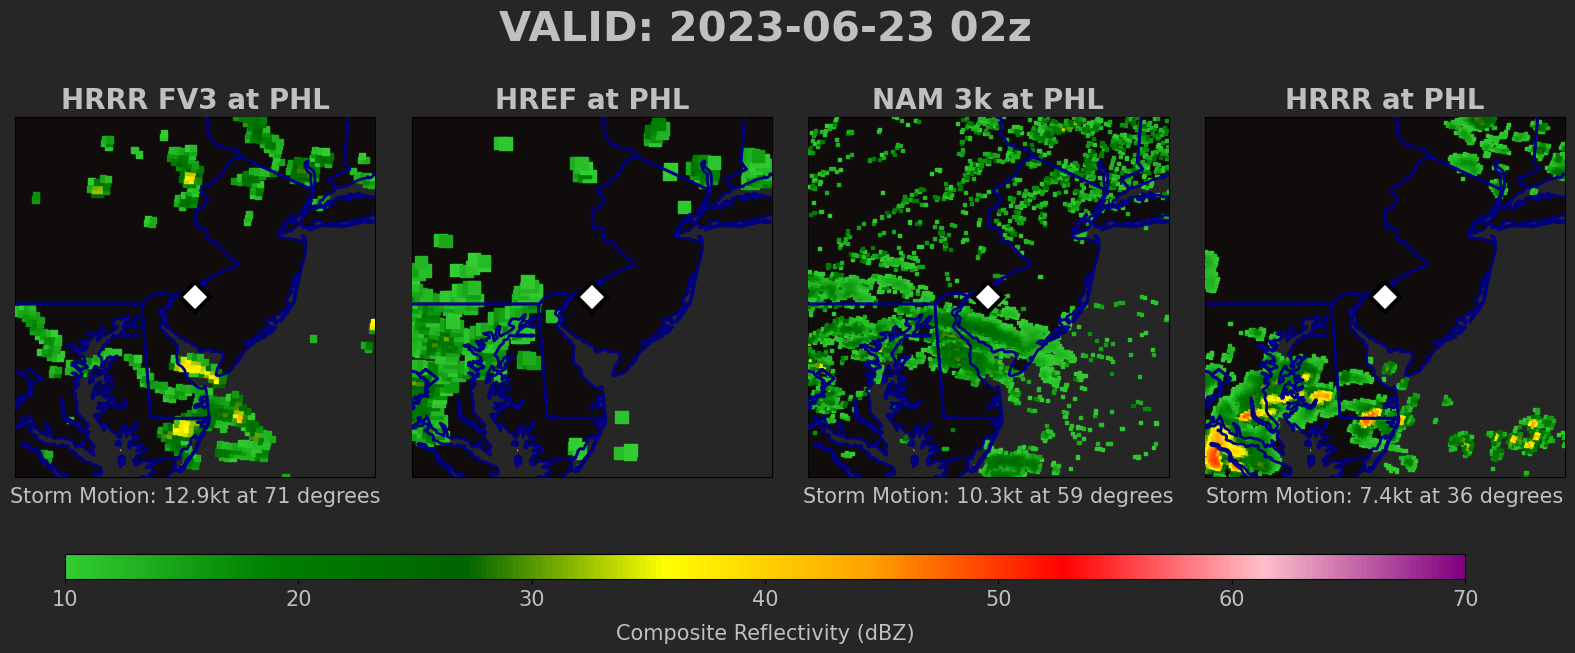 VALID: 2023-06-23 02z
HRRR FV3 at PHL
HREF at PHL
NAM 3k at PHL
HRRR at PHL
Storm Motion: 12.9kt at 71 degrees
Storm Motion: 10.3kt at 59 degrees
Storm Motion: 7.4kt at 36 degrees
10 20 30 40 50 60 70
Composite Reflectivity (dBZ)